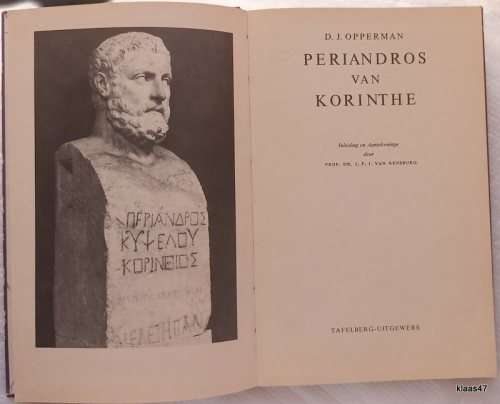 ΠΕΡΙΑΝΔΡΟΣ
ΚΥΨΕΛΟΥ
ΚΟΡΙΝΘΙΟΣ
D. J. OPPERMAN
PERIANDROS
VAN
KORINTHE
Inleiding en Aantekeninge
deur
PROF. DR. J. P. J. VAN RENSBURG
TAFELBERG-UITGEWERS
klaas47